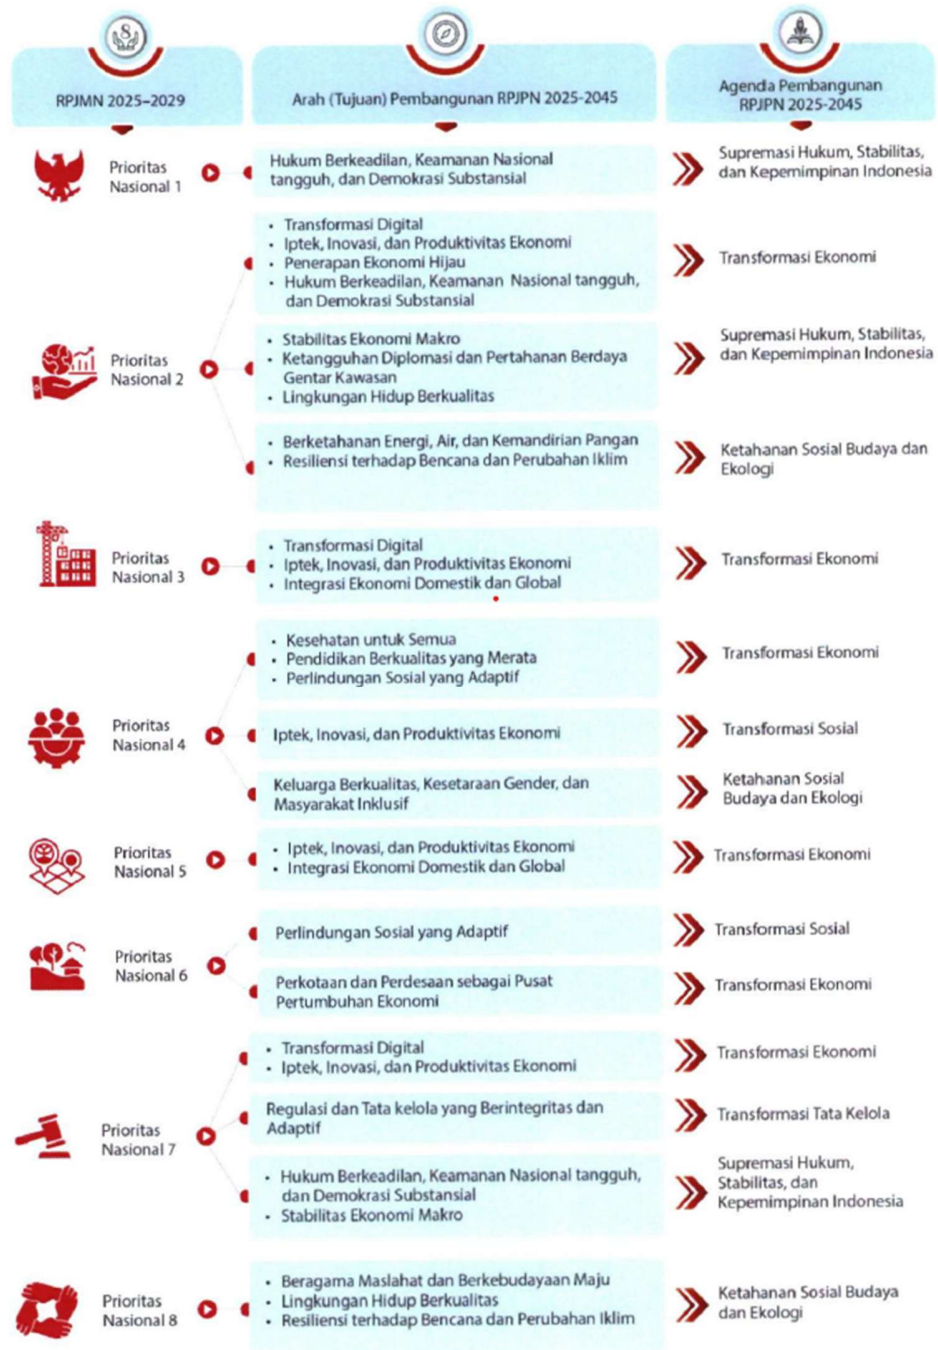 8
RPJMN 2025–2029
Arah (Tujuan) Pembangunan RPJPN 2025-2045
Agenda Pembangunan
RPJPN 2025-2045
Prioritas
Nasional 1
Hukum Berkeadilan, Keamanan Nasional
tangguh, dan Demokrasi Substansial
Supremasi Hukum, Stabilitas,
dan Kepemimpinan Indonesia
Prioritas
Nasional 2
• Transformasi Digital
• Iptek, Inovasi, dan Produktivitas Ekonomi
• Penerapan Ekonomi Hijau
• Hukum Berkeadilan, Keamanan Nasional tangguh,
dan Demokrasi Substansial
Transformasi Ekonomi
• Stabilitas Ekonomi Makro
• Ketangguhan Diplomasi dan Pertahanan Berdaya
Gentar Kawasan
• Lingkungan Hidup Berkualitas
Supremasi Hukum, Stabilitas,
dan Kepemimpinan Indonesia
• Berketahanan Energi, Air, dan Kemandirian Pangan
• Resiliensi terhadap Bencana dan Perubahan Iklim
Ketahanan Sosial Budaya dan
Ekologi
Prioritas
Nasional 3
• Transformasi Digital
• Iptek, Inovasi, dan Produktivitas Ekonomi
• Integrasi Ekonomi Domestik dan Global
Transformasi Ekonomi
Prioritas
Nasional 4
• Kesehatan untuk Semua
• Pendidikan Berkualitas yang Merata
• Perlindungan Sosial yang Adaptif
Transformasi Ekonomi
Iptek, Inovasi, dan Produktivitas Ekonomi
Transformasi Sosial
Keluarga Berkualitas, Kesetaraan Gender, dan
Masyarakat Inklusif
Ketahanan Sosial
Budaya dan Ekologi
Prioritas
Nasional 5
• Iptek, Inovasi, dan Produktivitas Ekonomi
• Integrasi Ekonomi Domestik dan Global
Transformasi Ekonomi
Prioritas
Nasional 6
Perlindungan Sosial yang Adaptif
Transformasi Sosial
Perkotaan dan Perdesaan sebagai Pusat
Pertumbuhan Ekonomi
Transformasi Ekonomi
Prioritas
Nasional 7
• Transformasi Digital
• Iptek, Inovasi, dan Produktivitas Ekonomi
Transformasi Ekonomi
Regulasi dan Tata kelola yang Berintegritas dan
Adaptif
Transformasi Tata Kelola
• Hukum Berkeadilan, Keamanan Nasional tangguh,
dan Demokrasi Substansial
• Stabilitas Ekonomi Makro
Supremasi Hukum,
Stabilitas, dan
Kepemimpinan Indonesia
Prioritas
Nasional 8
• Beragama Maslahat dan Berkebudayaan Maju
• Lingkungan Hidup Berkualitas
• Resiliensi terhadap Bencana dan Perubahan Iklim
Ketahanan Sosial Budaya
dan Ekologi